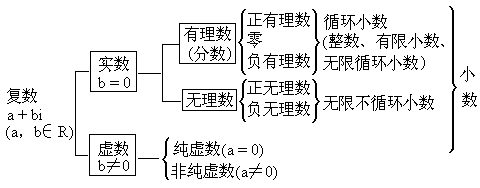 复数
a+bi
(a，b∈R)
实数
b=0
有理数
(分数)
正有理数
零
负有理数
循环小数
(整数、有限小数、
无限循环小数)
无理数
正无理数
负无理数
无限不循环小数
小
数
虚数
b≠0
纯虚数(a=0)
非纯虚数(a≠0)